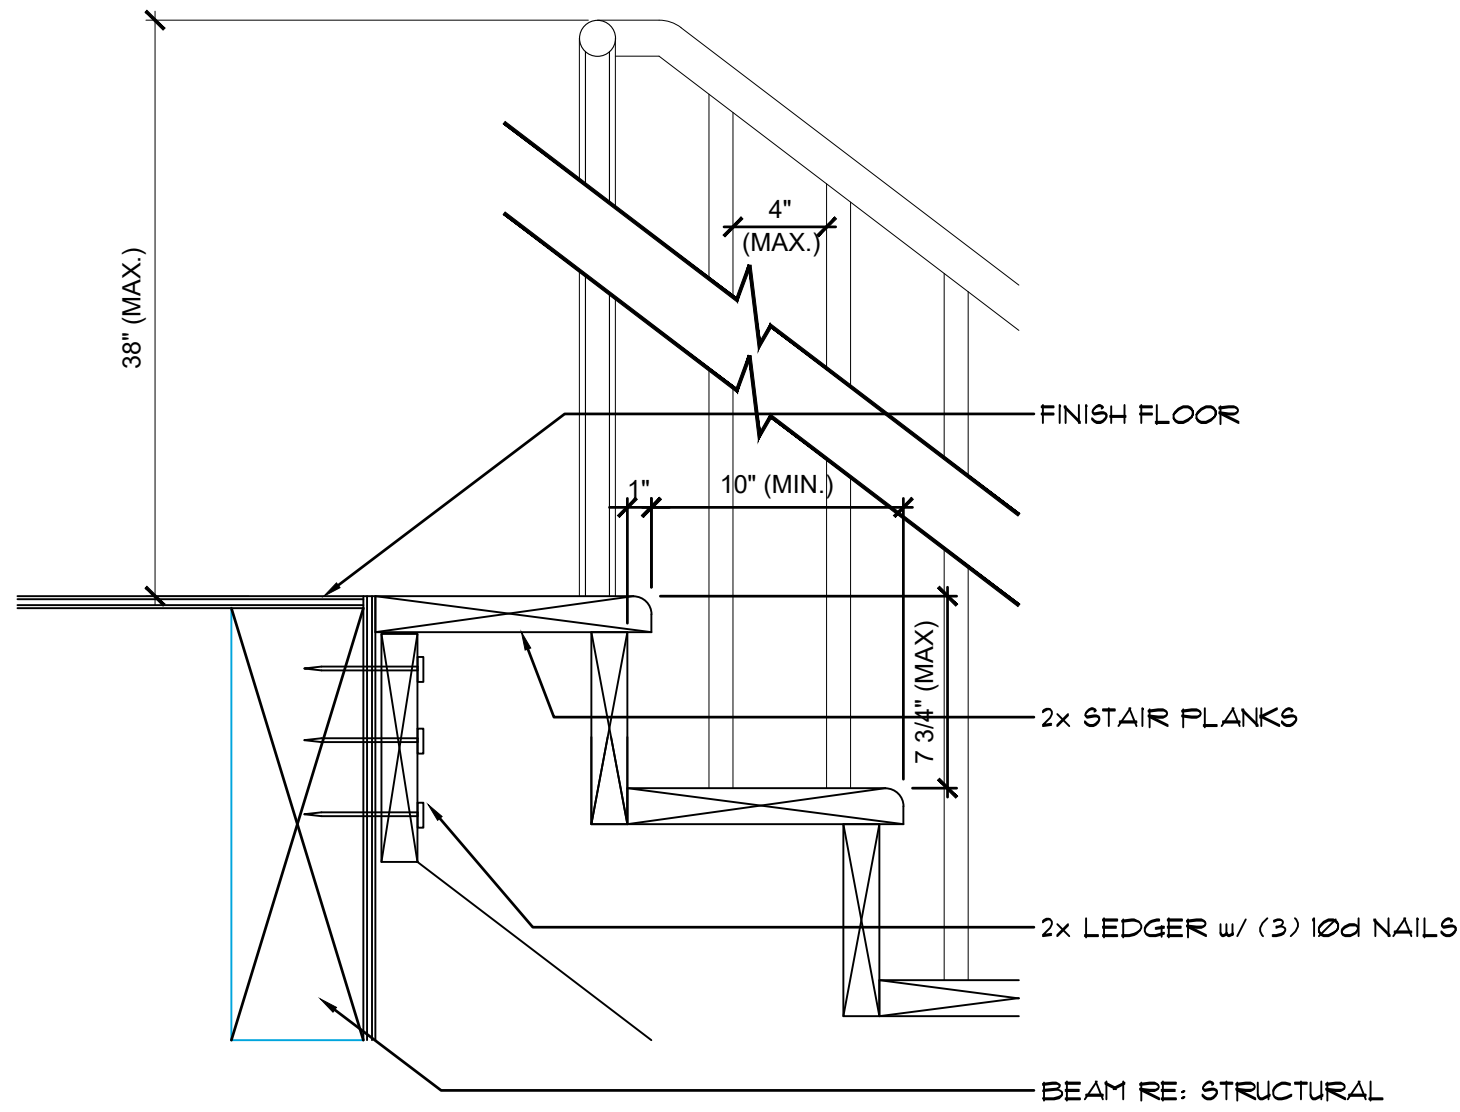 4"
(MAX.)
38" (MAX.)
FINISH FLOOR
1"
10" (MIN.)
7 3/4" (MAX)
2x STAIR PLANKS
2x LEDGER w/ (3) 10d NAILS
BEAM RE: STRUCTURAL